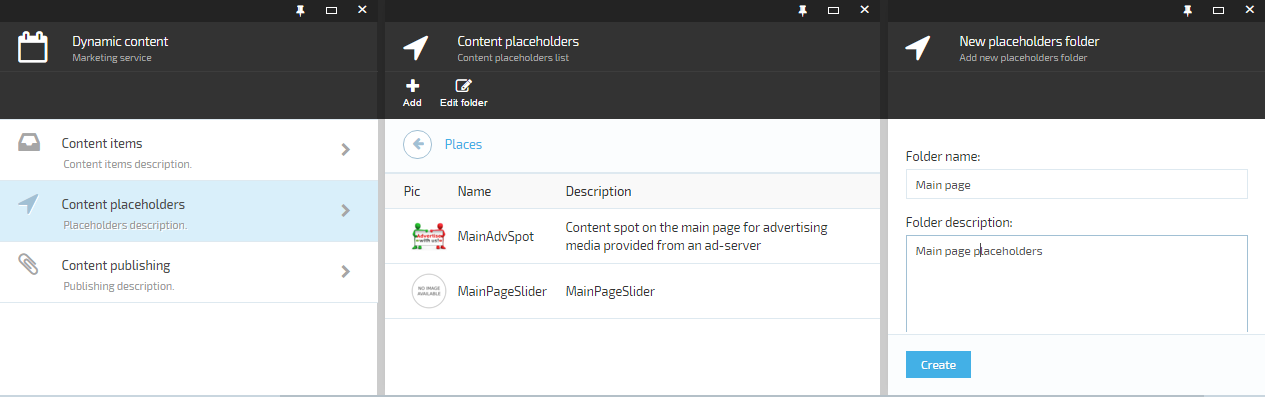 Dynamic content
Marketing service
Content items
Content items description.
Content placeholders
Placeholders description.
Content publishing
Publishing description.
Content placeholders
Content placeholders list
Add
Edit folder
Places
Pic Name Description
Advertise
with us!
MainAdvSpot
Content spot on the main page for advertising
media provided from an ad-server
NO IMAGE
AVAILABLE
MainPageSlider
MainPageSlider
New placeholders folder
Add new placeholders folder
Folder name:
Main page
Folder description:
Main page placeholders
Create